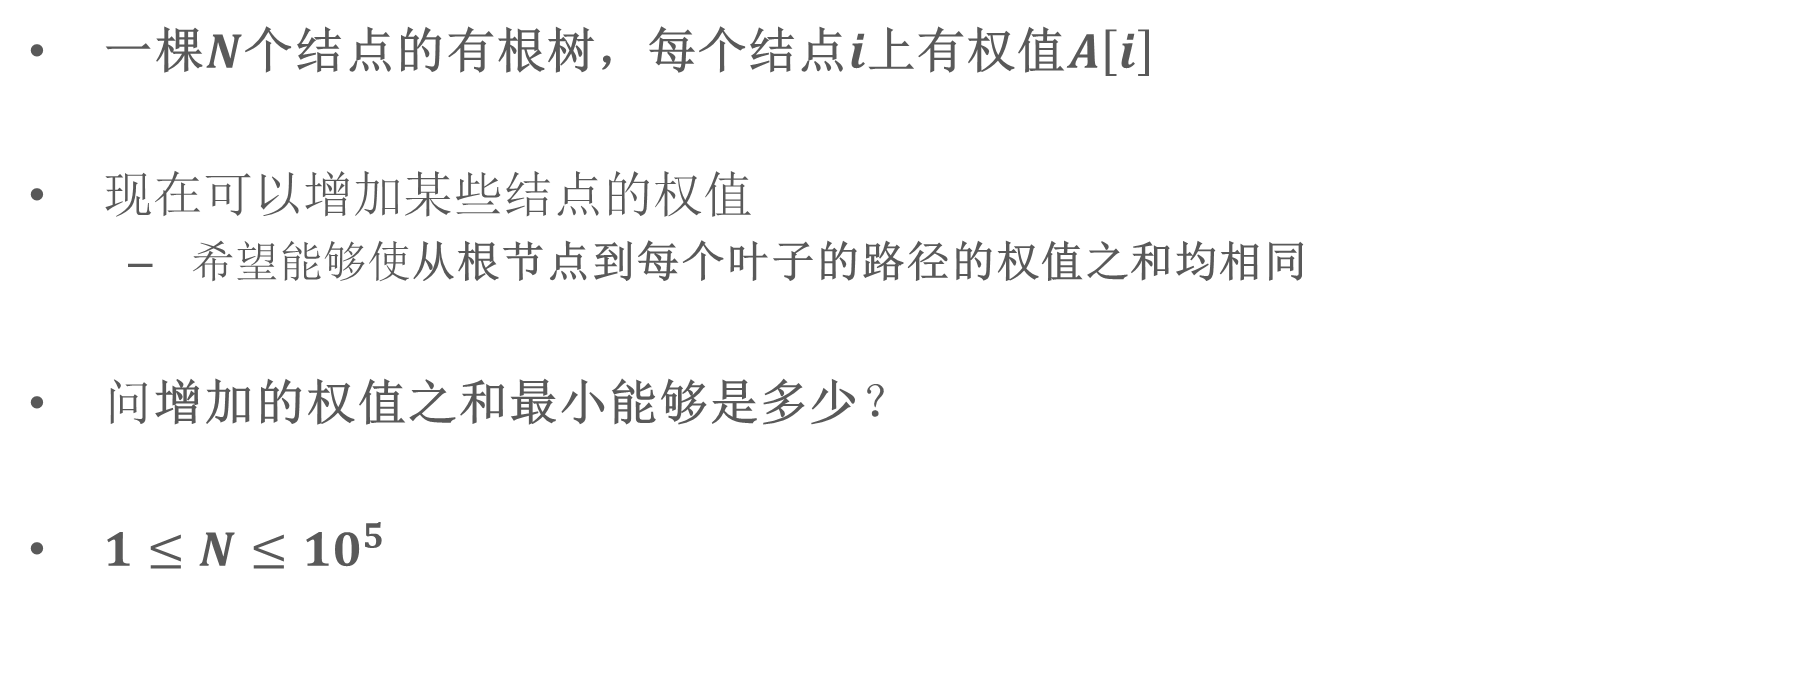 • 一棵N个结点的有根树，每个结点i上有权值A[i]
• 现在可以增加某些结点的权值
– 希望能够使从根节点到每个叶子的路径的权值之和均相同
• 问增加的权值之和最小能够是多少？
• 1 ≤ N ≤ 10⁵